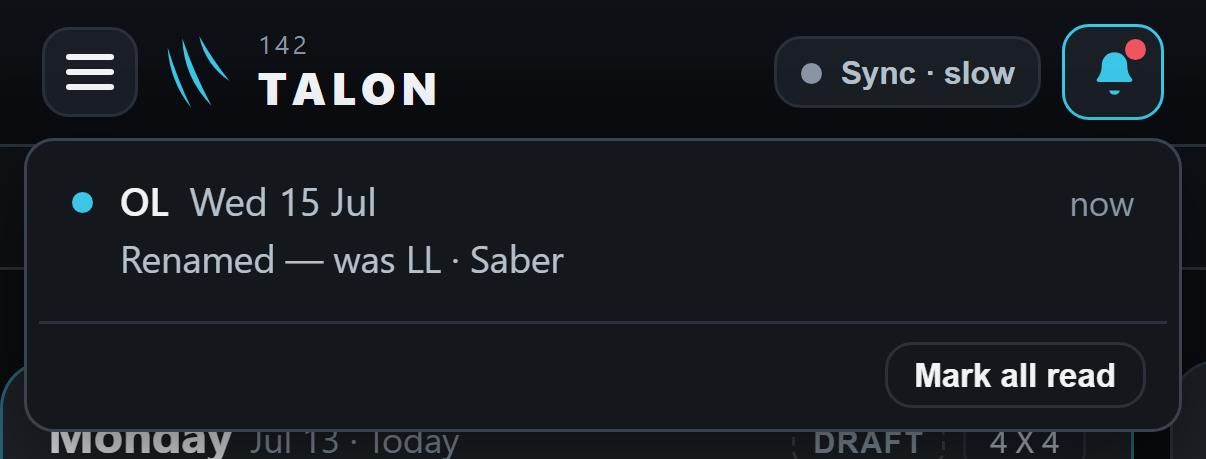 142
TALON
Sync · slow
OL Wed 15 Jul
now
Renamed — was LL · Saber
Mark all read
Monday Jul 13 · Today
DRAFT
4 X 4